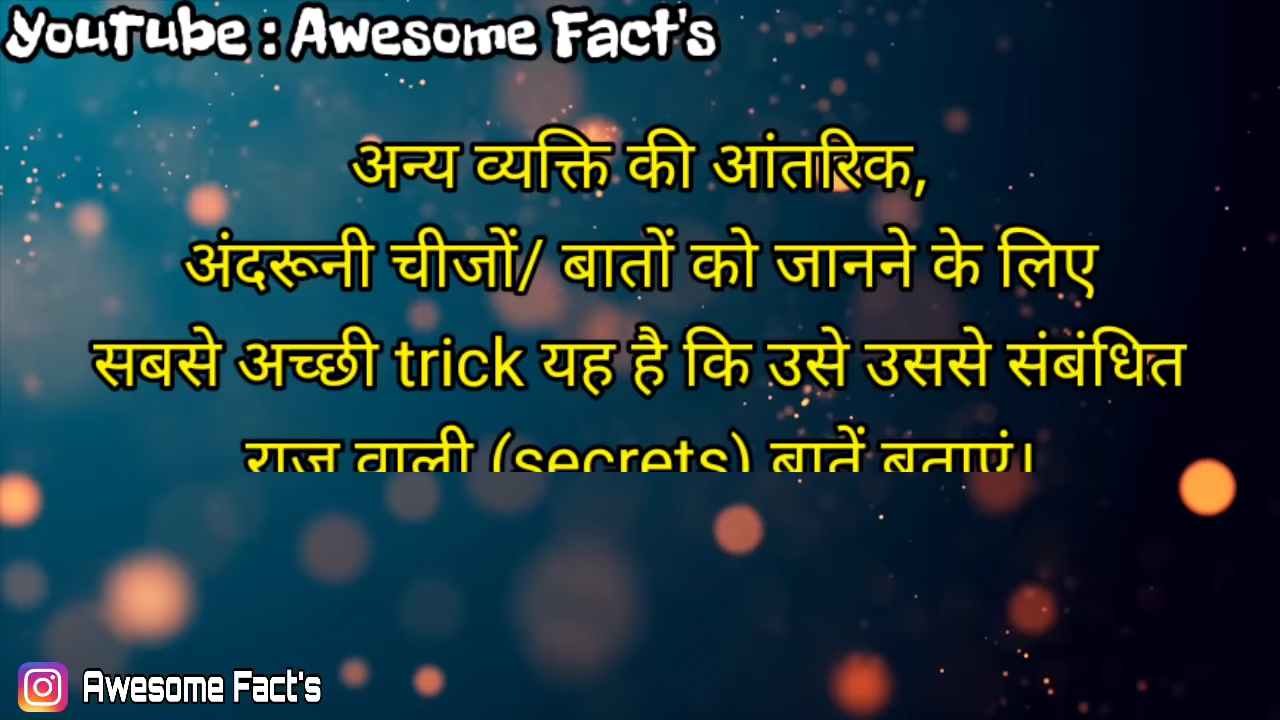 YouTube : Awesome Fact's
अन्य व्यक्ति की आंतरिक,
अंदरूनी चीजों/ बातों को जानने के लिए
सबसे अच्छी trick यह है कि उसे उससे संबंधित
राज वाली (secrets) बातें बताएं।
Awesome Fact's